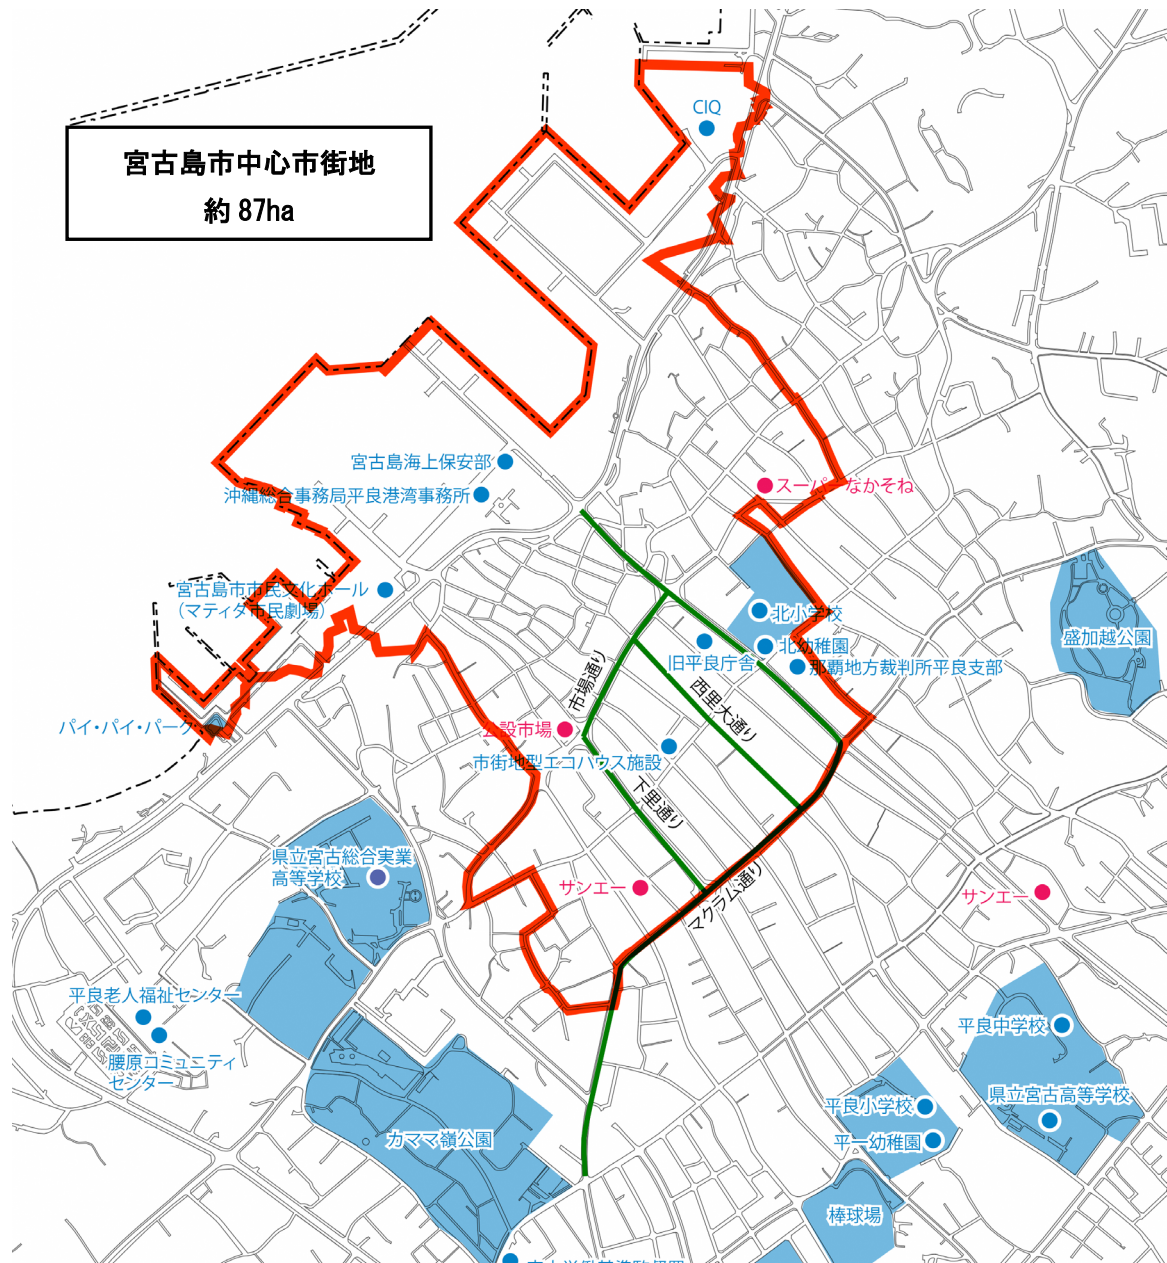 CIQ
宮古島市中心市街地
約 87ha
宮古島海上保安部
スーパーなかそね
沖縄総合事務局平良港湾事務所
宮古島市市民文化ホール
（マティダ市民劇場）
北小学校
北幼稚園
盛加越公園
旧平良庁舎
那覇地方裁判所平良支部
市場通り
西里大通り
パイ・パイ・パーク
公設市場
市街地型エコハウス施設
下里通り
県立宮古総合実業
高等学校
サンエー
マクラム通り
サンエー
平良老人福祉センター
腰原コミュニティ
センター
平良中学校
県立宮古高等学校
平良小学校
平一幼稚園
カママ嶺公園
棒球場